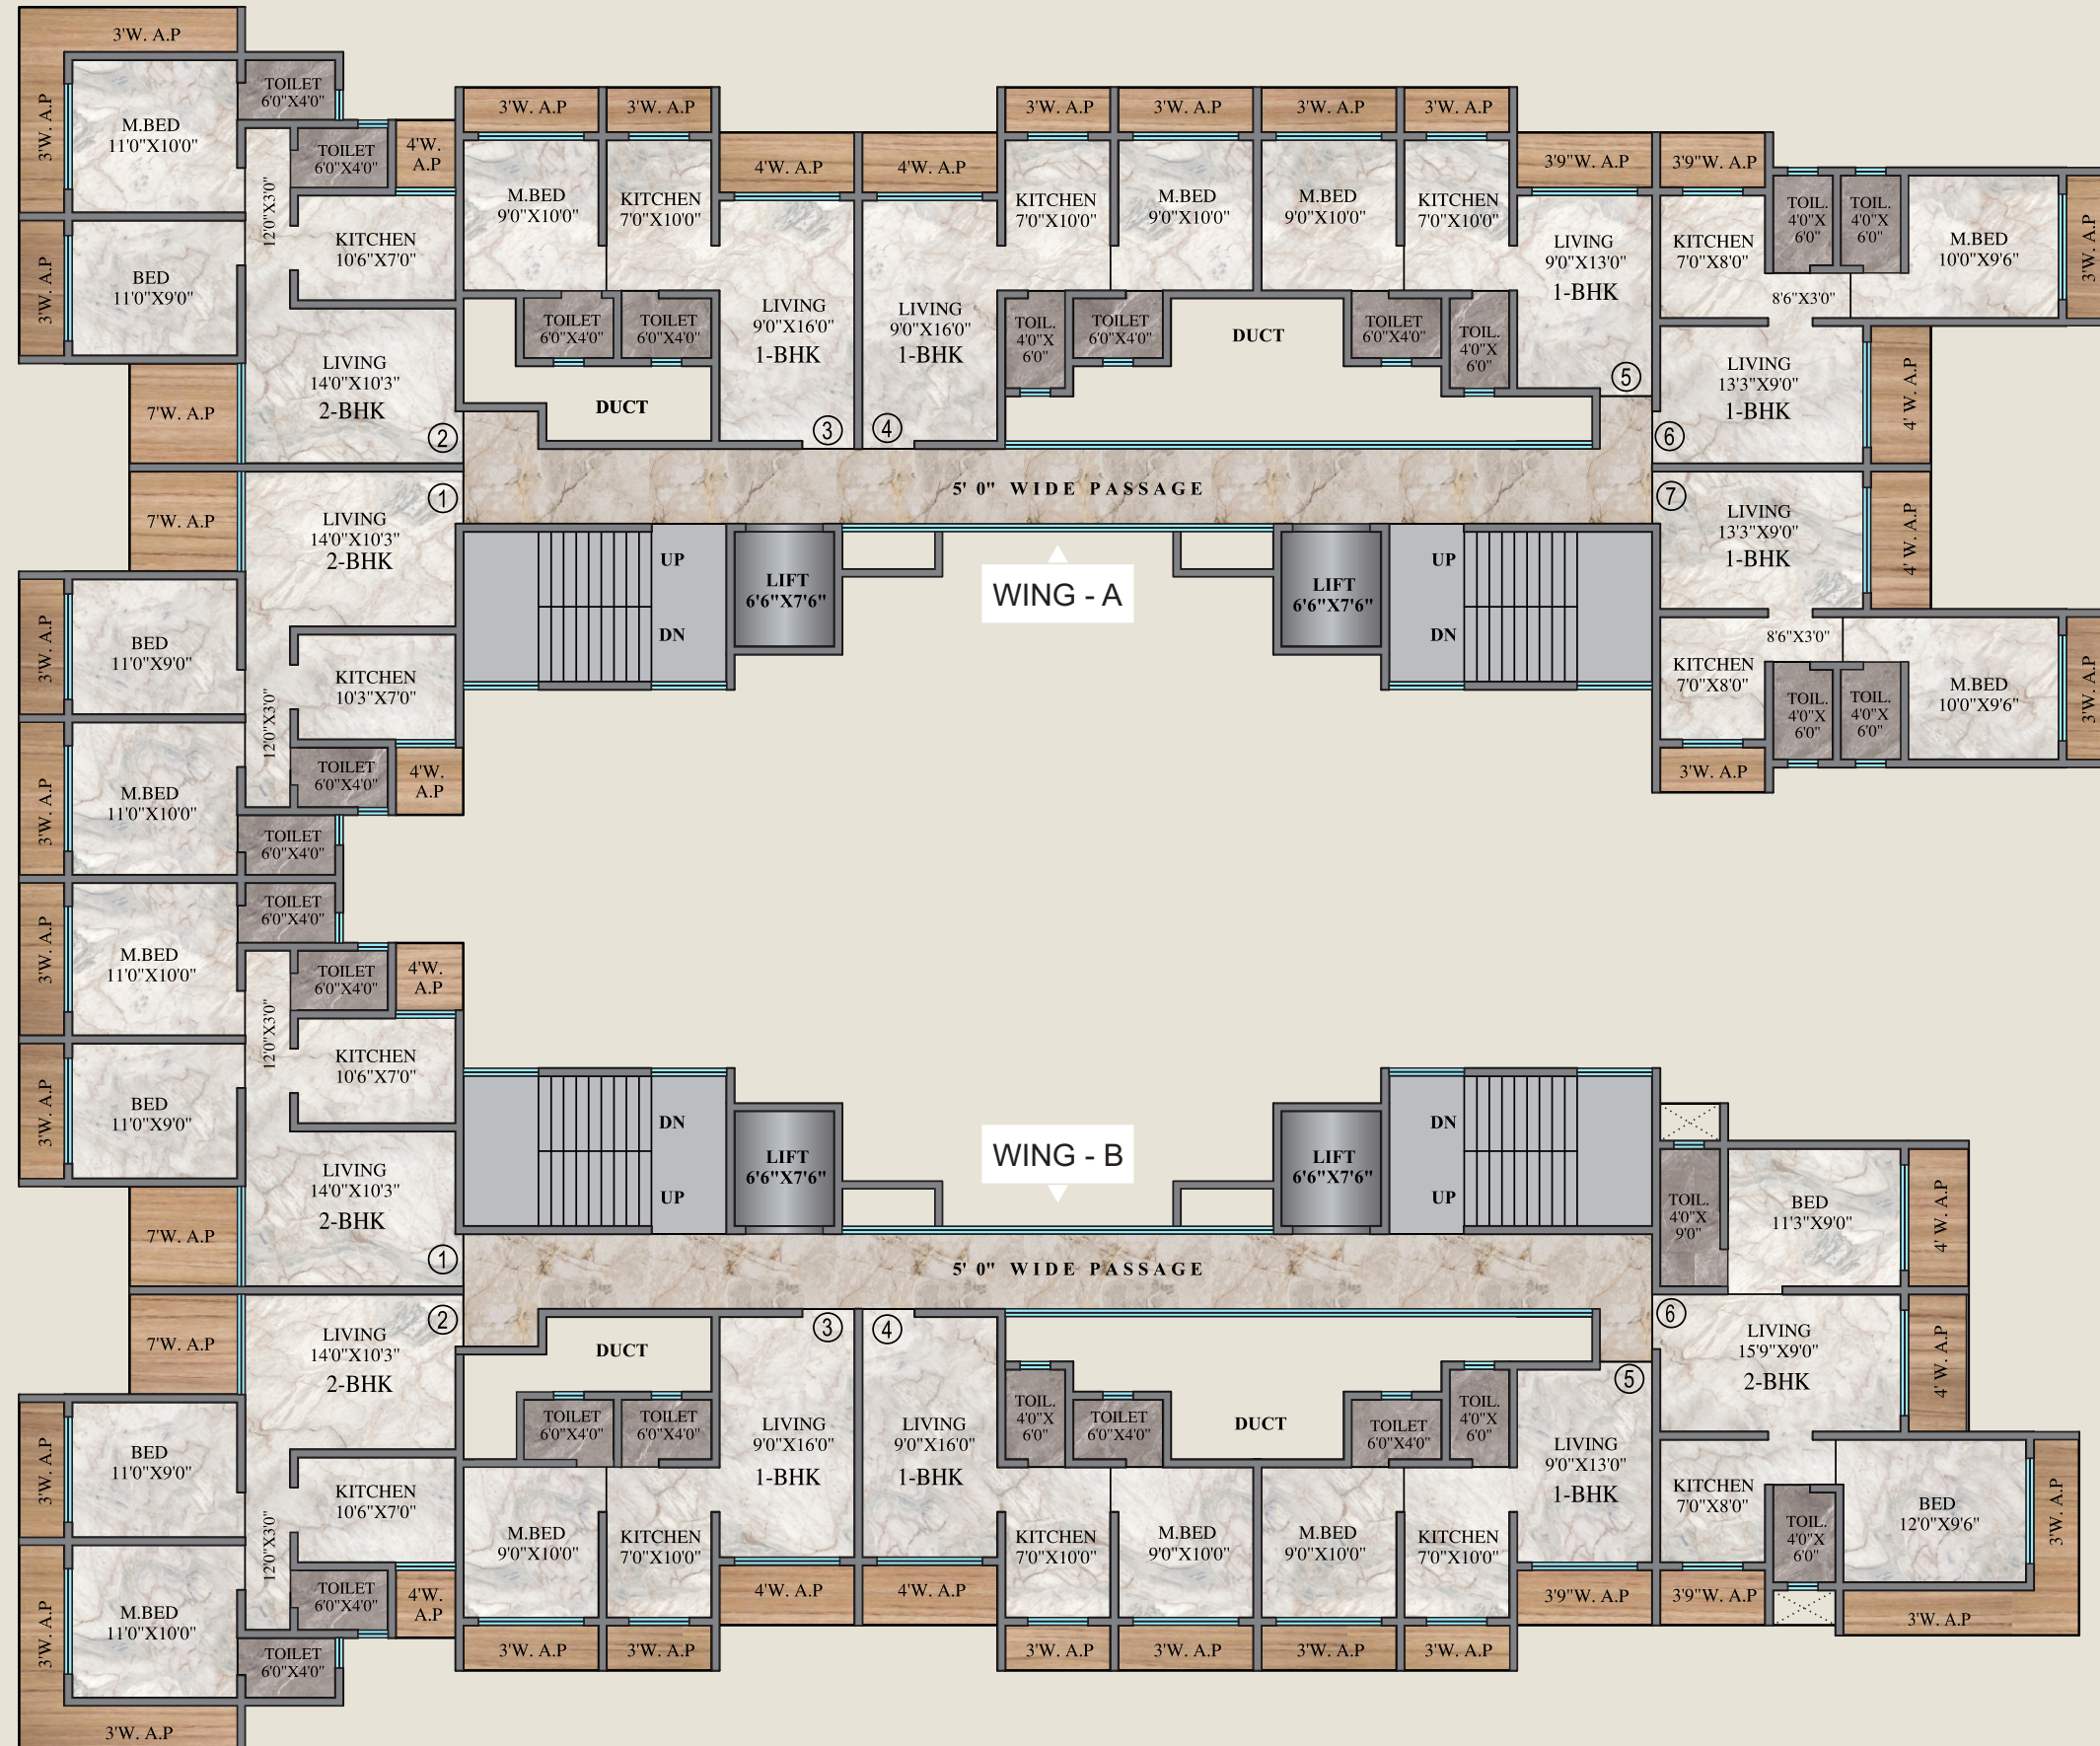 3'W. A.P
3'W. A.P
M.BED
11'0"X10'0"
TOILET
6'0"X4'0"
TOILET
6'0"X4'0"
4'W.
A.P
12'0"X3'0"
KITCHEN
10'6"X7'0"
3'W. A.P
BED
11'0"X9'0"
LIVING
14'0"X10'3"
2-BHK
7'W. A.P
2
3'W. A.P
3'W. A.P
M.BED
9'0"X10'0"
KITCHEN
7'0"X10'0"
TOILET
6'0"X4'0"
TOILET
6'0"X4'0"
DUCT
4'W. A.P
LIVING
9'0"X16'0"
1-BHK
3
4'W. A.P
LIVING
9'0"X16'0"
1-BHK
4
3'W. A.P
3'W. A.P
KITCHEN
7'0"X10'0"
M.BED
9'0"X10'0"
TOIL.
4'0"X
6'0"
TOILET
6'0"X4'0"
DUCT
3'W. A.P
3'W. A.P
M.BED
9'0"X10'0"
KITCHEN
7'0"X10'0"
TOILET
6'0"X4'0"
TOIL.
4'0"X
6'0"
3'9"W. A.P
LIVING
9'0"X13'0"
1-BHK
5
3'9"W. A.P
KITCHEN
7'0"X8'0"
TOIL.
4'0"X
6'0"
TOIL.
4'0"X
6'0"
M.BED
10'0"X9'6"
3'W. A.P
8'6"X3'0"
LIVING
13'3"X9'0"
1-BHK
4' W. A.P
6
5' 0" WIDE PASSAGE
7'W. A.P
1
LIVING
14'0"X10'3"
2-BHK
3'W. A.P
BED
11'0"X9'0"
KITCHEN
10'3"X7'0"
12'0"X3'0"
3'W. A.P
M.BED
11'0"X10'0"
TOILET
6'0"X4'0"
4'W.
A.P
TOILET
6'0"X4'0"
UP
DN
LIFT
6'6"X7'6"
WING - A
LIFT
6'6"X7'6"
UP
DN
7
LIVING
13'3"X9'0"
1-BHK
4' W. A.P
8'6"X3'0"
KITCHEN
7'0"X8'0"
TOIL.
4'0"X
6'0"
TOIL.
4'0"X
6'0"
M.BED
10'0"X9'6"
3'W. A.P
3'W. A.P
TOILET
6'0"X4'0"
3'W. A.P
M.BED
11'0"X10'0"
TOILET
6'0"X4'0"
4'W.
A.P
12'0"X3'0"
KITCHEN
10'6"X7'0"
3'W. A.P
BED
11'0"X9'0"
LIVING
14'0"X10'3"
2-BHK
7'W. A.P
1
DN
UP
LIFT
6'6"X7'6"
WING - B
LIFT
6'6"X7'6"
DN
UP
TOIL.
4'0"X
9'0"
BED
11'3"X9'0"
4' W. A.P
5' 0" WIDE PASSAGE
7'W. A.P
2
LIVING
14'0"X10'3"
2-BHK
3'W. A.P
BED
11'0"X9'0"
KITCHEN
10'6"X7'0"
12'0"X3'0"
3'W. A.P
M.BED
11'0"X10'0"
TOILET
6'0"X4'0"
4'W.
A.P
TOILET
6'0"X4'0"
3'W. A.P
DUCT
TOILET
6'0"X4'0"
TOILET
6'0"X4'0"
M.BED
9'0"X10'0"
KITCHEN
7'0"X10'0"
3'W. A.P
3'W. A.P
3
LIVING
9'0"X16'0"
1-BHK
4'W. A.P
4
LIVING
9'0"X16'0"
1-BHK
4'W. A.P
TOIL.
4'0"X
6'0"
TOILET
6'0"X4'0"
DUCT
KITCHEN
7'0"X10'0"
M.BED
9'0"X10'0"
3'W. A.P
3'W. A.P
TOILET
6'0"X4'0"
TOIL.
4'0"X
6'0"
M.BED
9'0"X10'0"
KITCHEN
7'0"X10'0"
3'W. A.P
3'W. A.P
5
LIVING
9'0"X13'0"
1-BHK
3'9"W. A.P
6
LIVING
15'9"X9'0"
2-BHK
4' W. A.P
KITCHEN
7'0"X8'0"
TOIL.
4'0"X
6'0"
BED
12'0"X9'6"
3'W. A.P
3'9"W. A.P
3'W. A.P